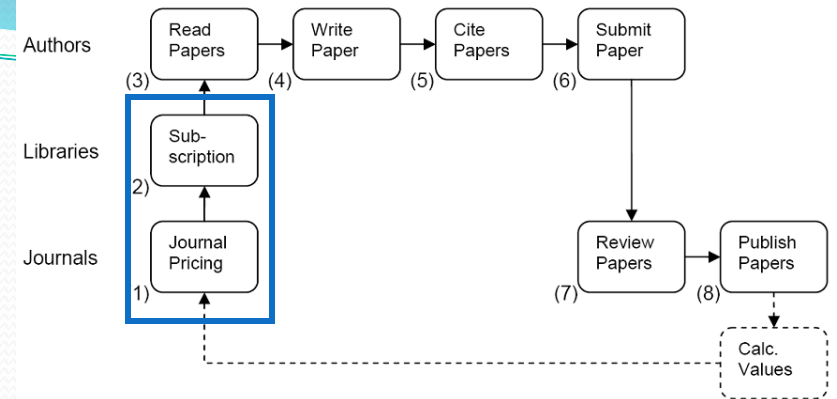 Authors
Read
Papers
Write
Paper
Cite
Papers
Submit
Paper
(3)
(4)
(5)
(6)
Libraries
Sub-
scription
2)
Journals
Journal
Pricing
Review
Papers
Publish
Papers
1)
(7)
(8)
Calc.
Values